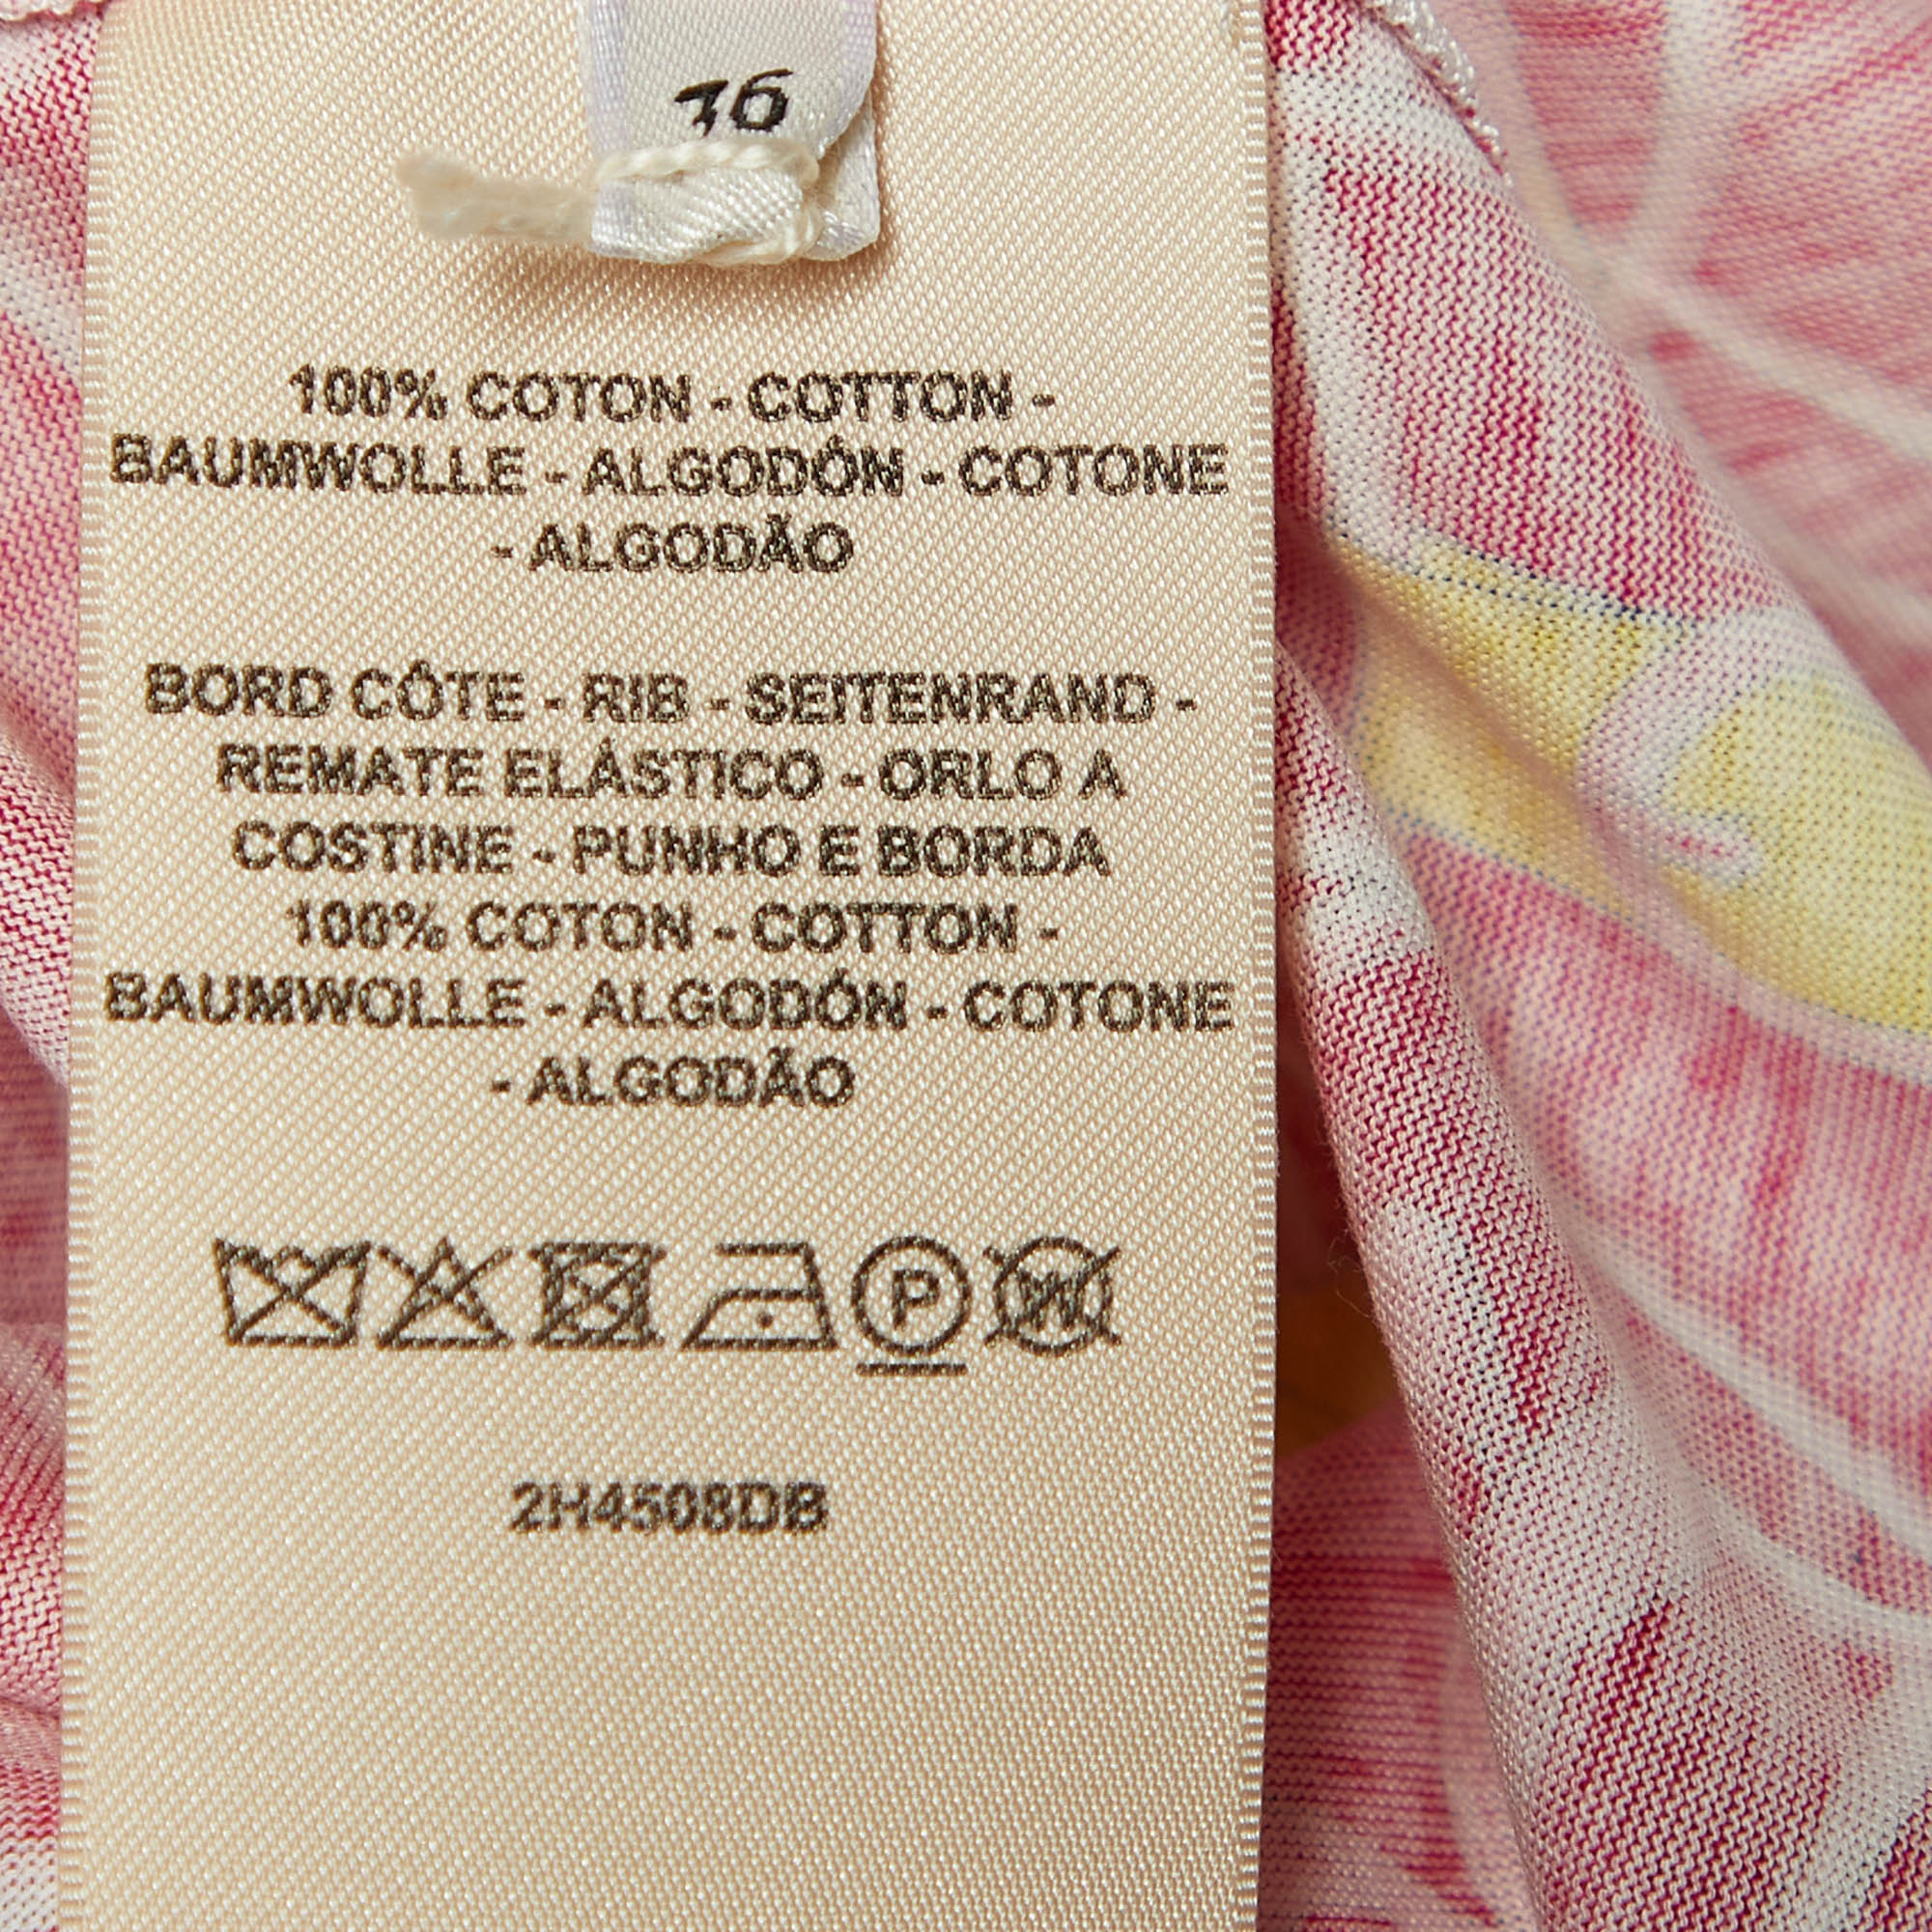 36
100% COTON - COTTON -
BAUMWOLLE - ALGODÓN - COTONE
- ALGODÃO
BORD CÔTE - RIB - SEITENRAND -
REMATE ELÁSTICO - ORLO A
COSTINE - PUNHO E BORDA
100% COTON - COTTON -
BAUMWOLLE - ALGODÓN - COTONE
- ALGODÃO
P W
2H4508DB